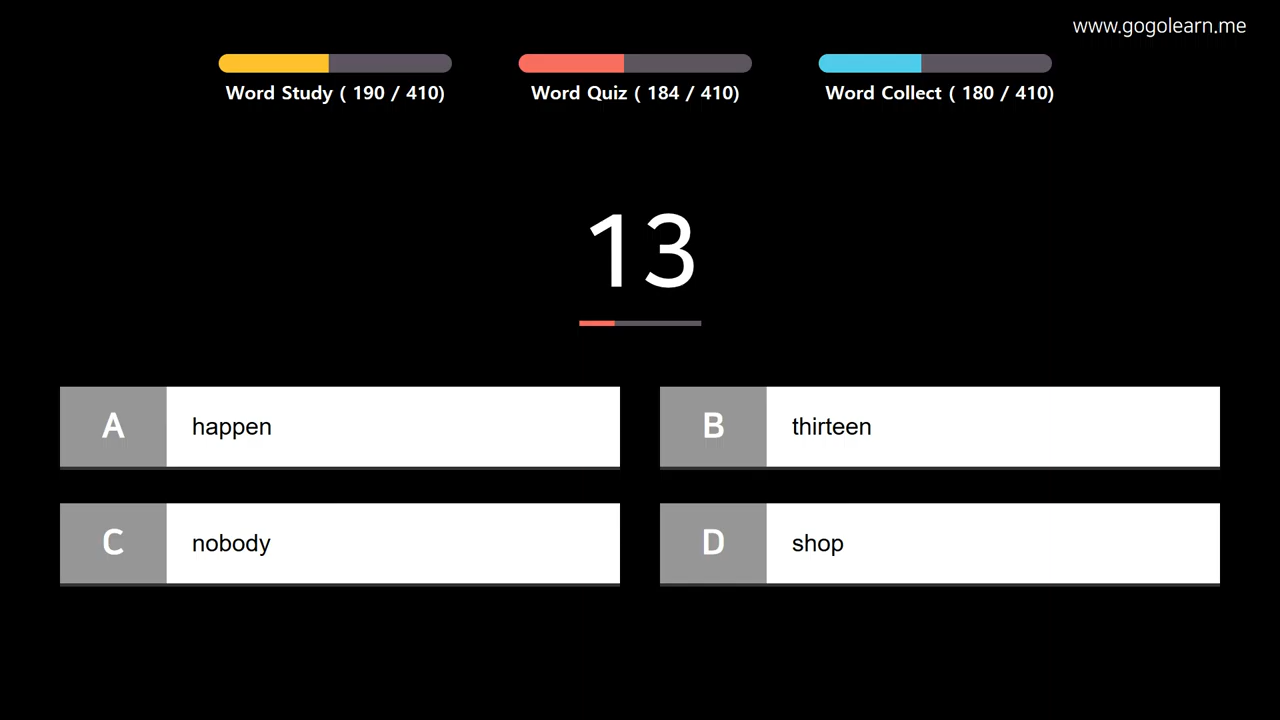 www.gogolearn.me
Word Study ( 190 / 410)
Word Quiz ( 184 / 410)
Word Collect ( 180 / 410)
13
A
happen
B
thirteen
C
nobody
D
shop